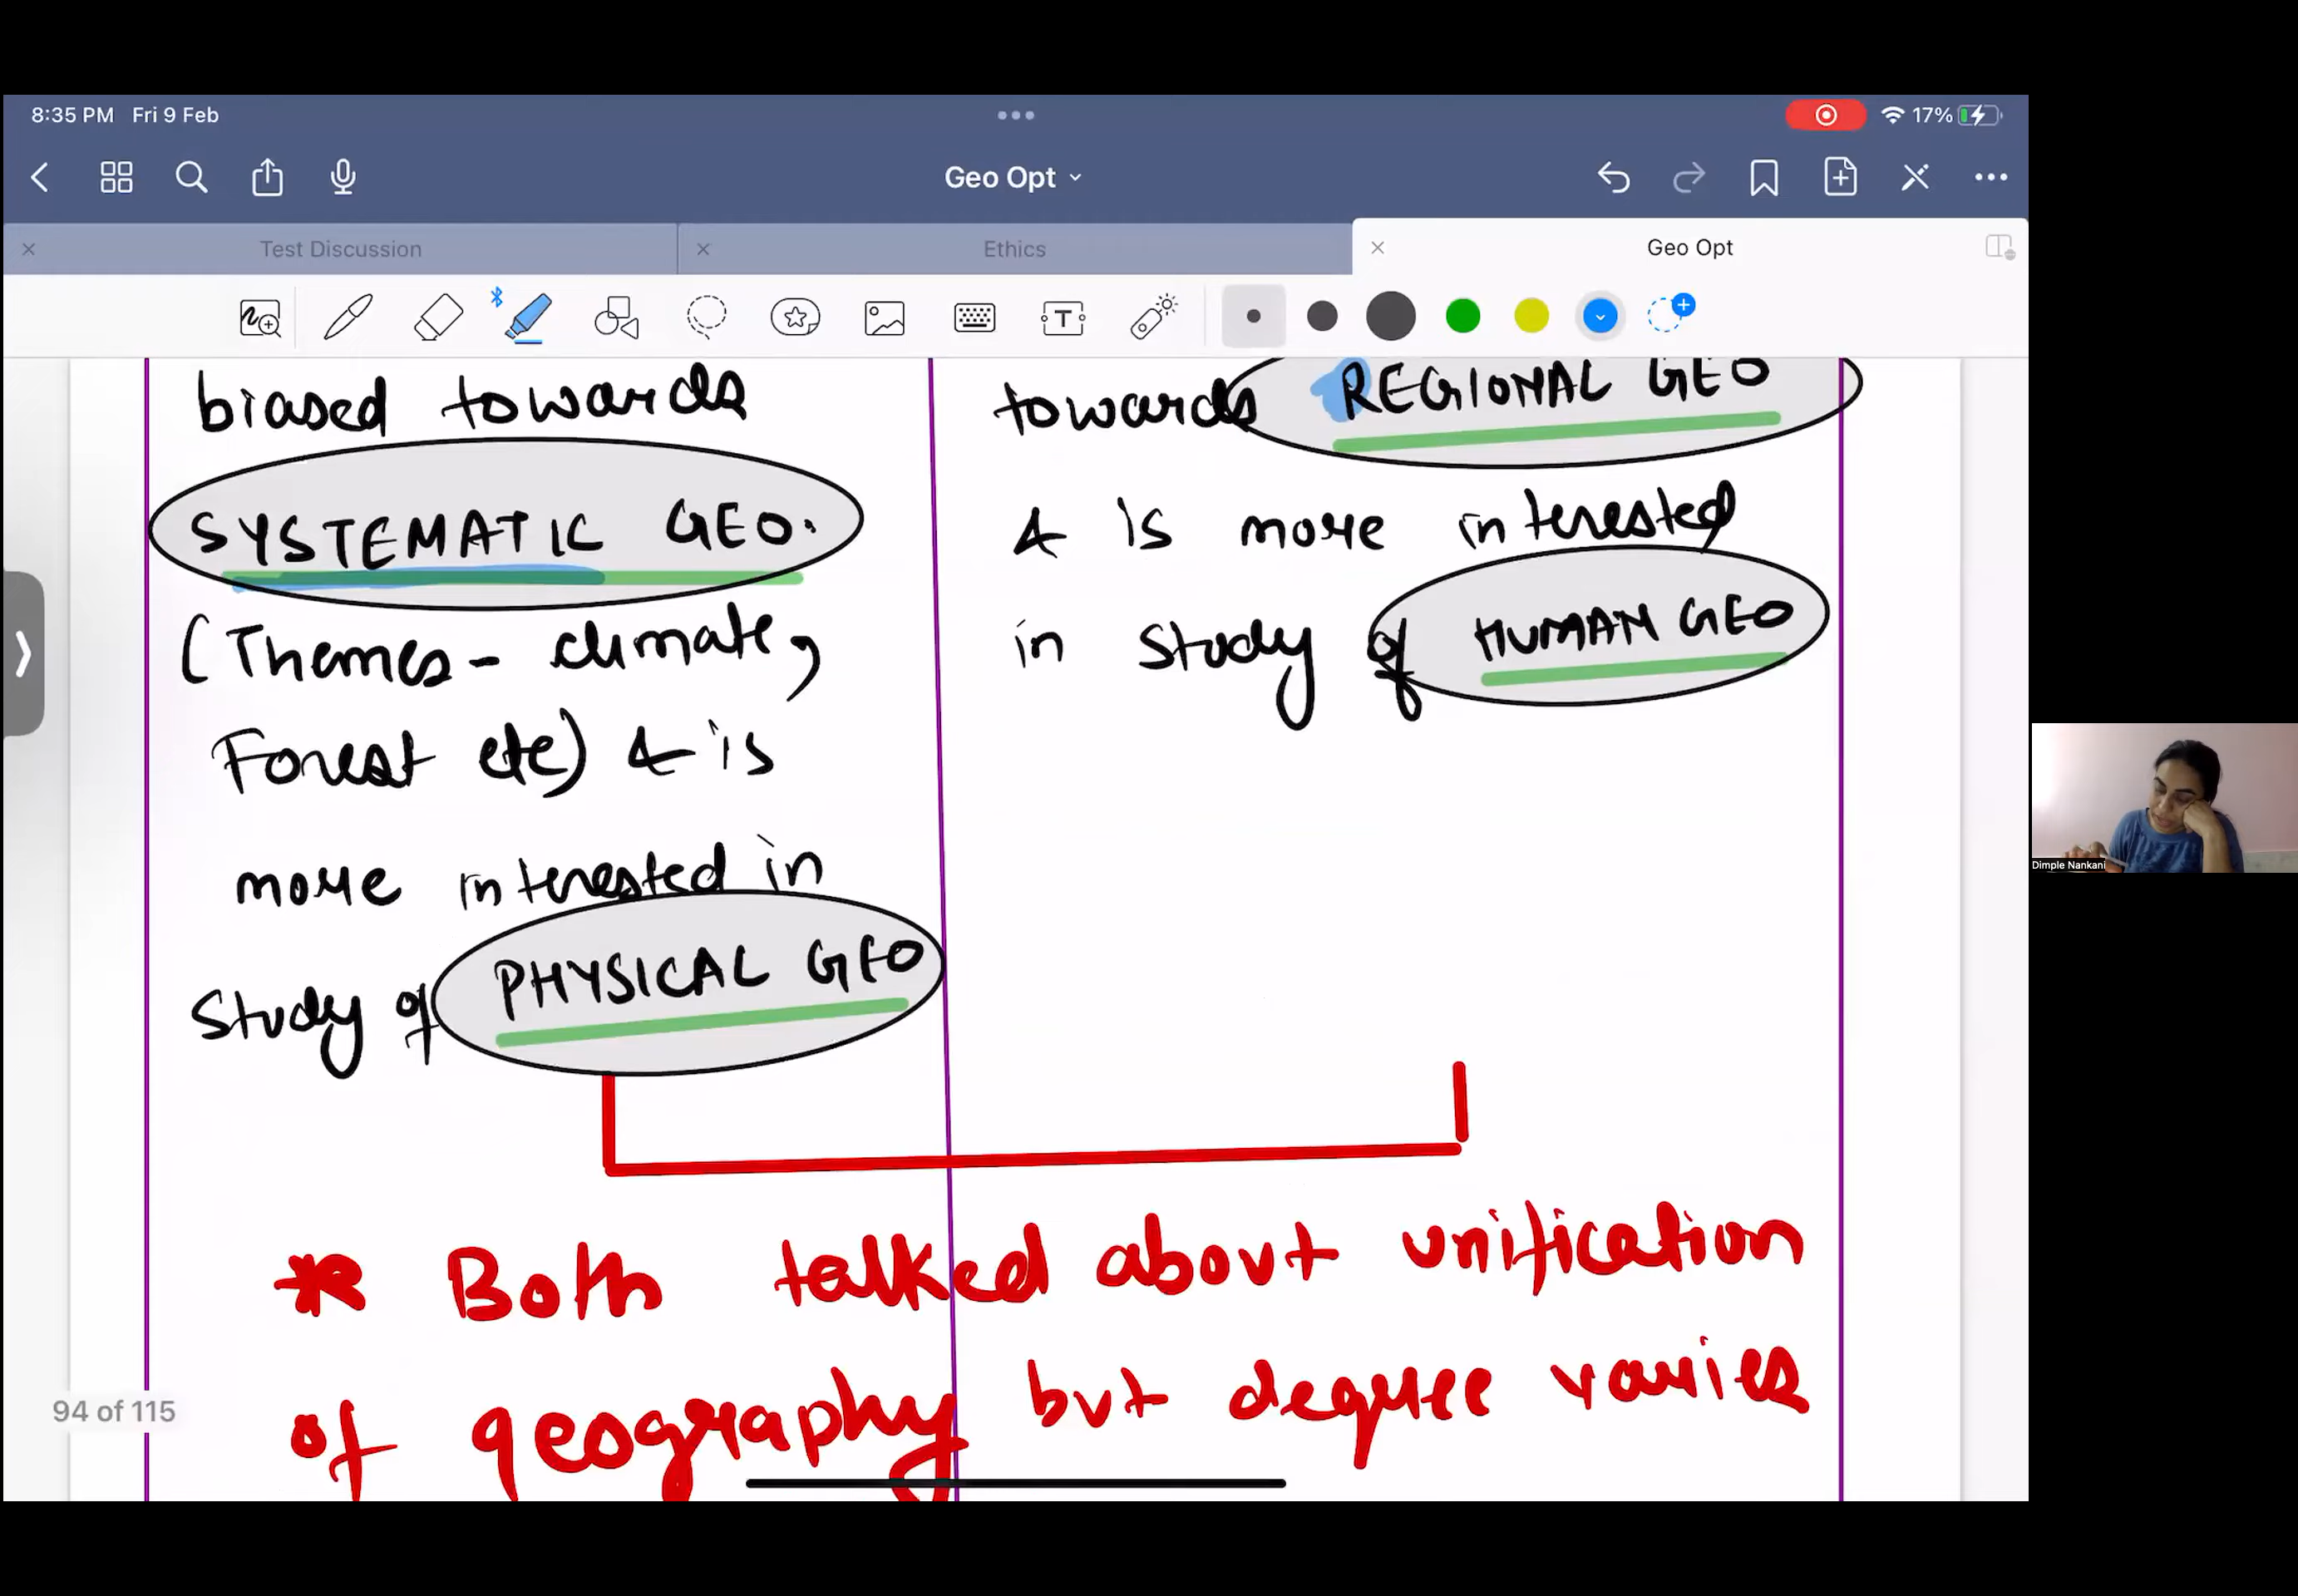 8:35 PM Fri 9 Feb
17%
Geo Opt
Test Discussion
Ethics
Geo Opt
T
biased towards
SYSTEMATIC GEO.
(Themes - climate,
Forest etc) & is
more interested in
Study of PHYSICAL GEO
towards REGIONAL GEO
& is more interested
in study of HUMAN GEO
* Both talked about unification
of geography but degree varies
94 of 115
Dimple Nankani